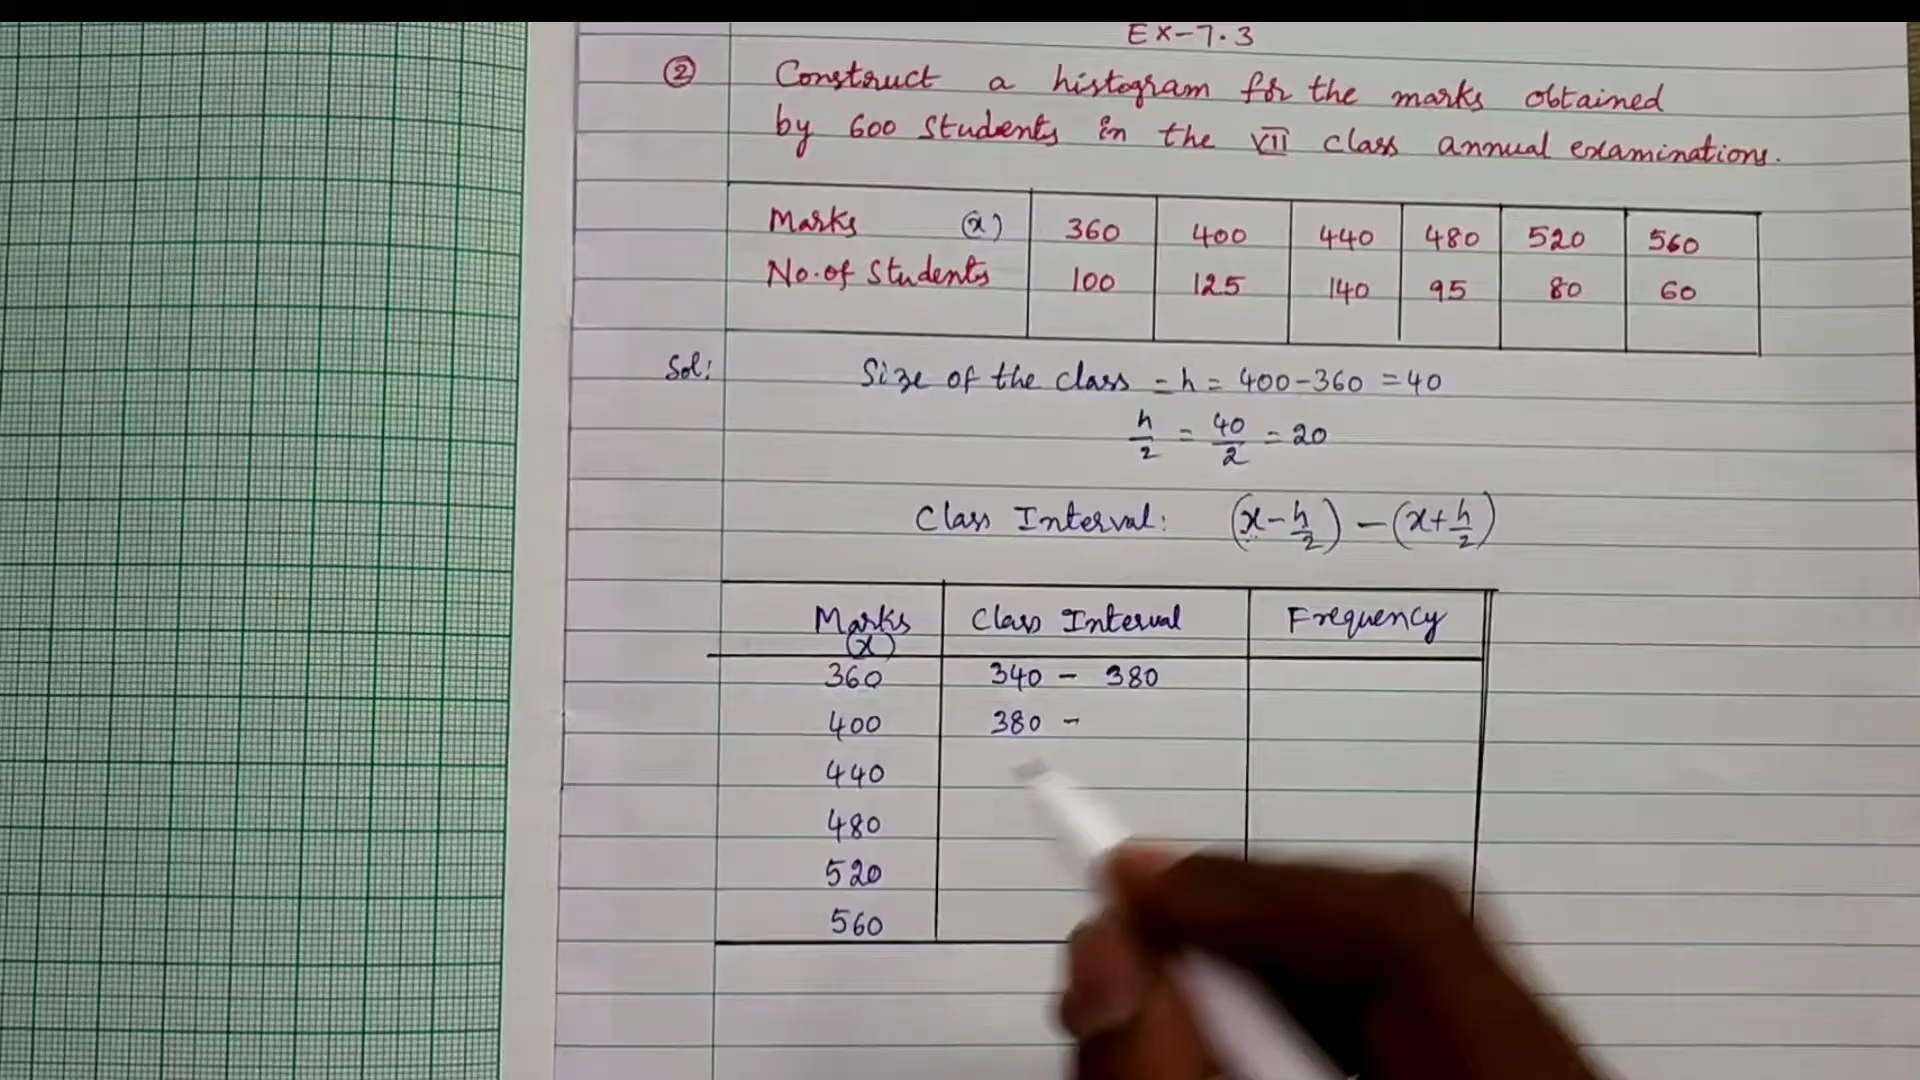 Ex-7.3
② Construct a histogram for the marks obtained
by 600 students in the VII class annual examinations.
Marks (x) 360 400 440 480 520 560
No. of Students 100 125 140 95 80 60
Sol: Size of the class = h = 400-360 = 40
h/2 = 40/2 = 20
Class Interval: (x-h/2) - (x+h/2)
Marks (x) Class Interval Frequency
360 340 - 380
400 380 -
440
480
520
560